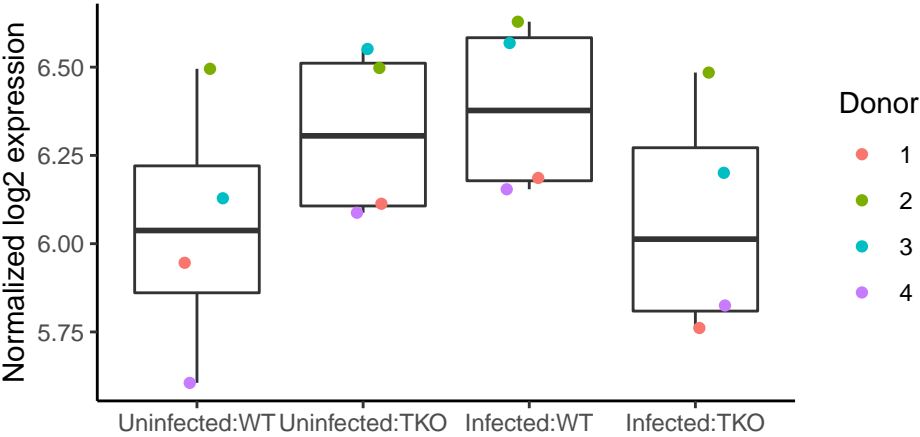 Normalized log2 expression
6.50
6.25
6.00
5.75
Uninfected:WT Uninfected:TKO Infected:WT Infected:TKO
Donor
1
2
3
4